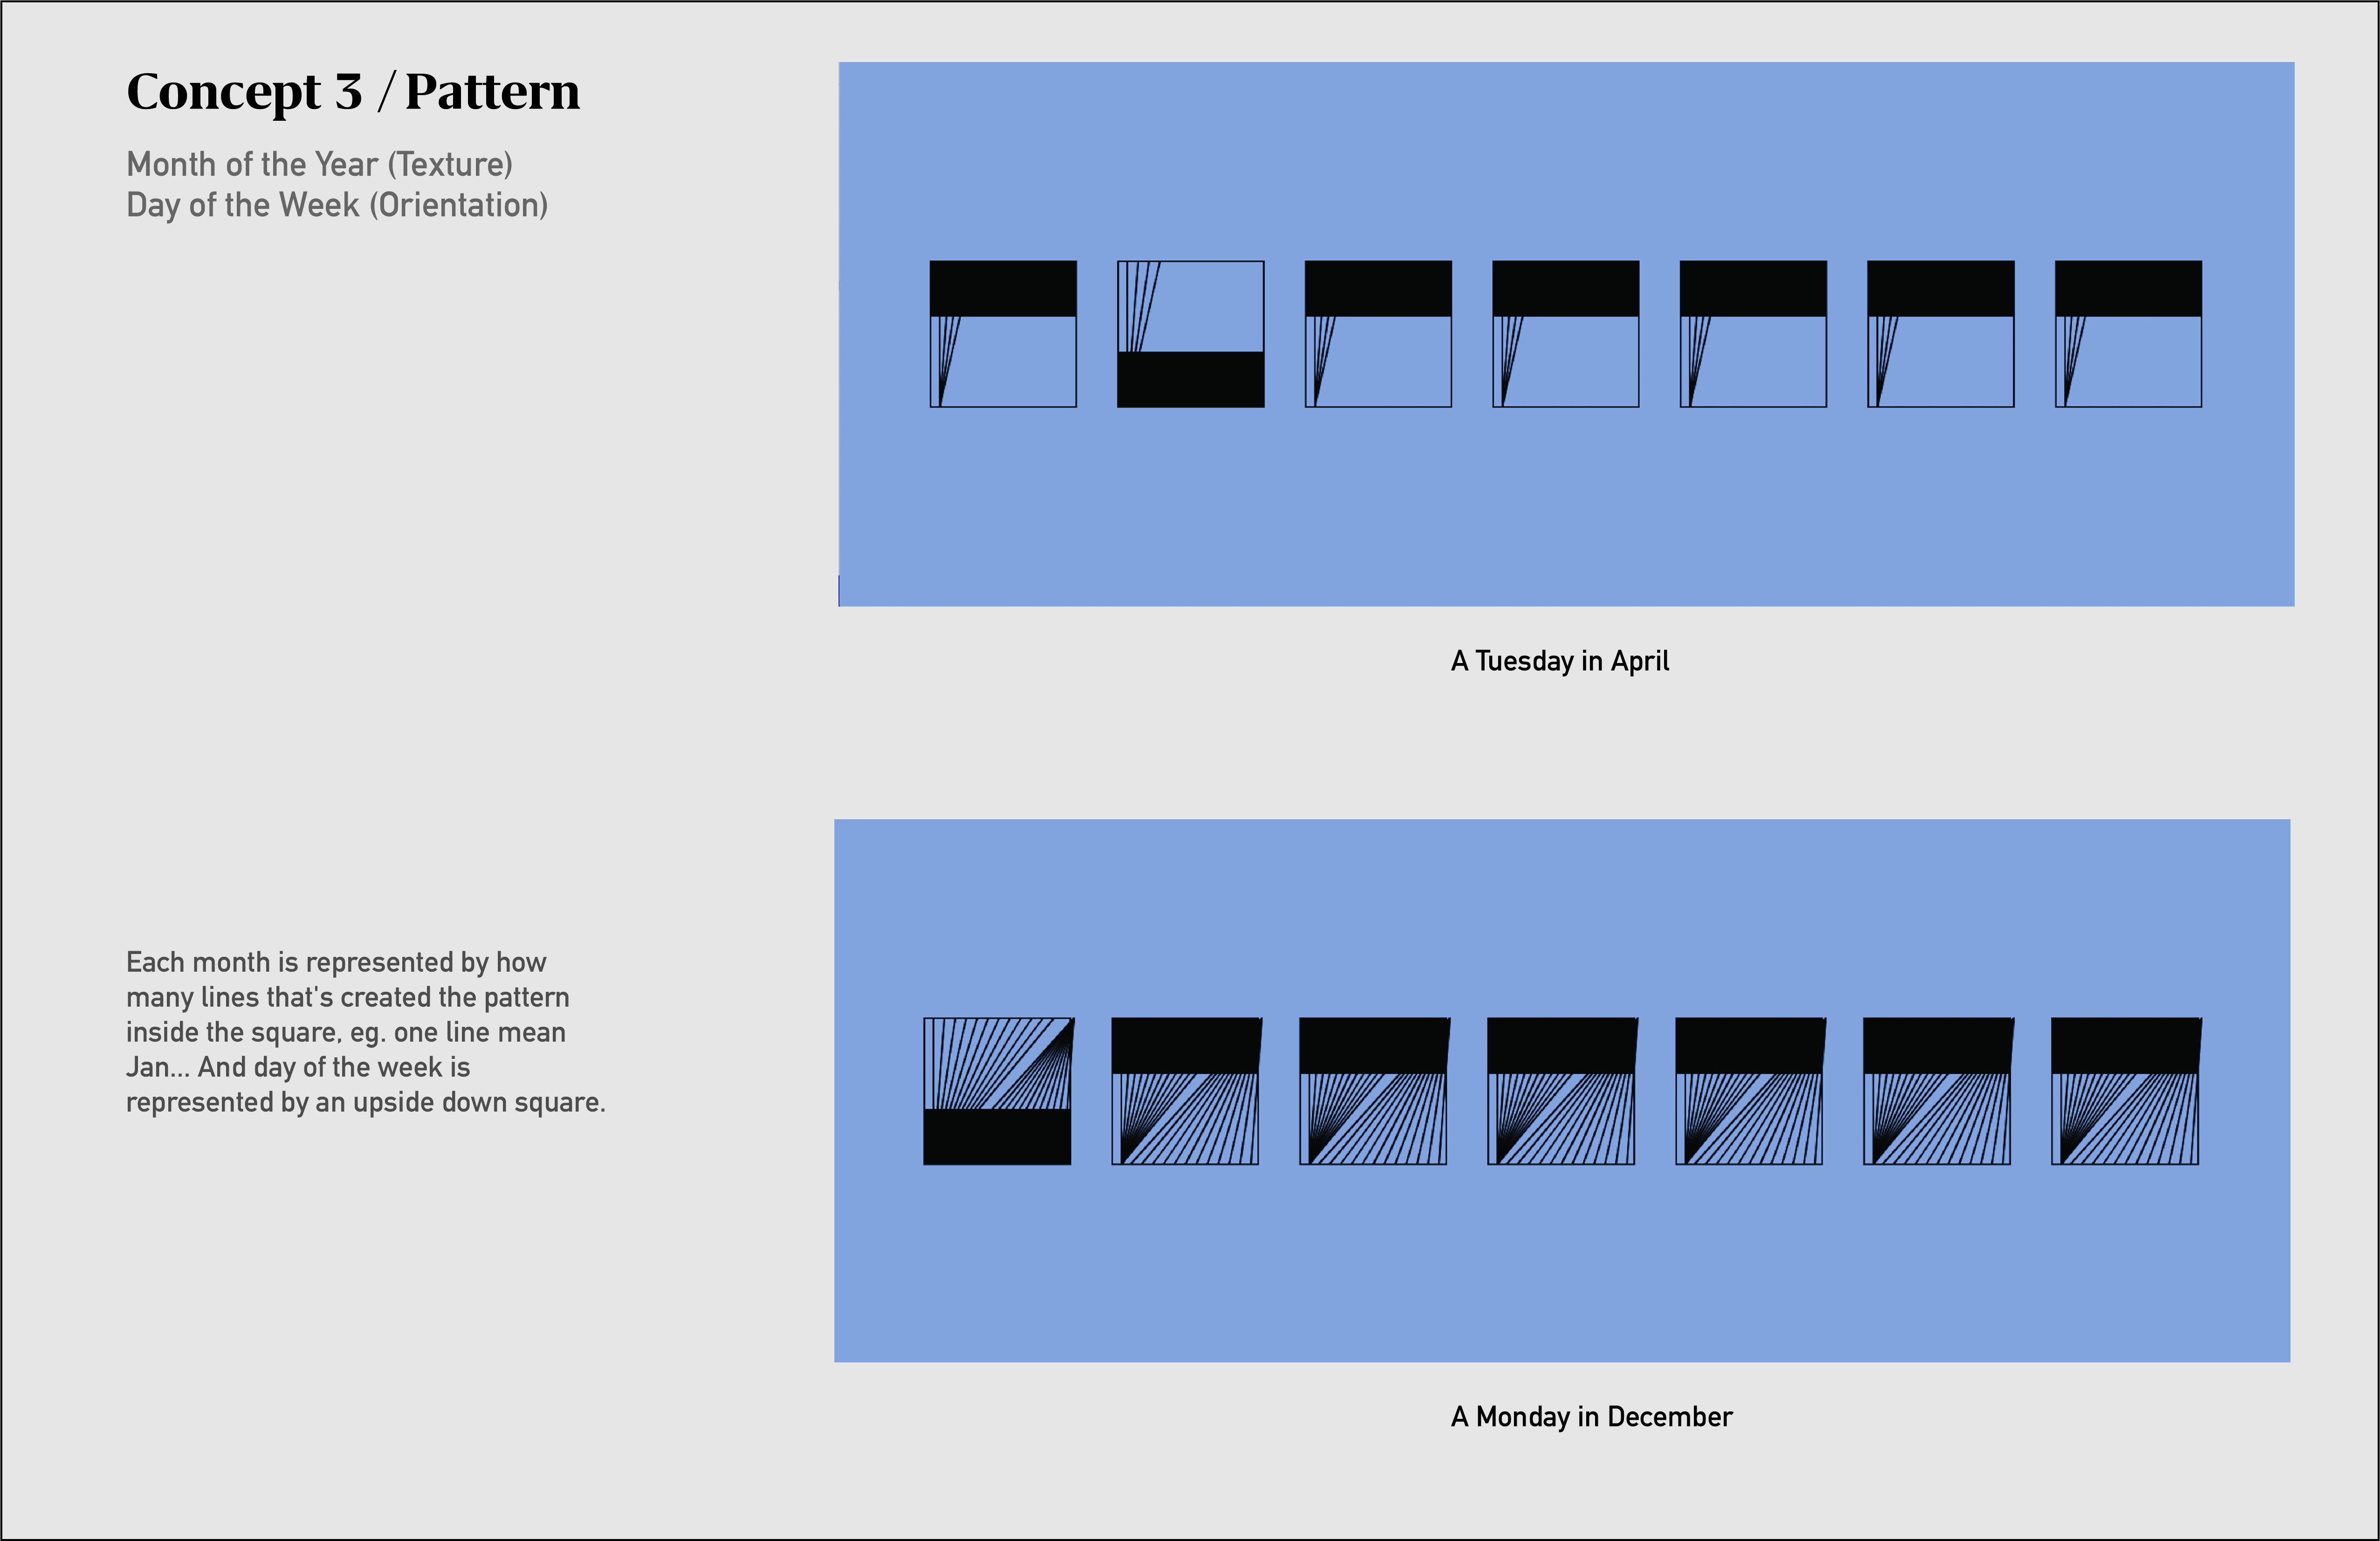 Concept 3 / Pattern
Month of the Year (Texture)
Day of the Week (Orientation)
A Tuesday in April
Each month is represented by how
many lines that's created the pattern
inside the square, eg. one line mean
Jan... And day of the week is
represented by an upside down square.
A Monday in December